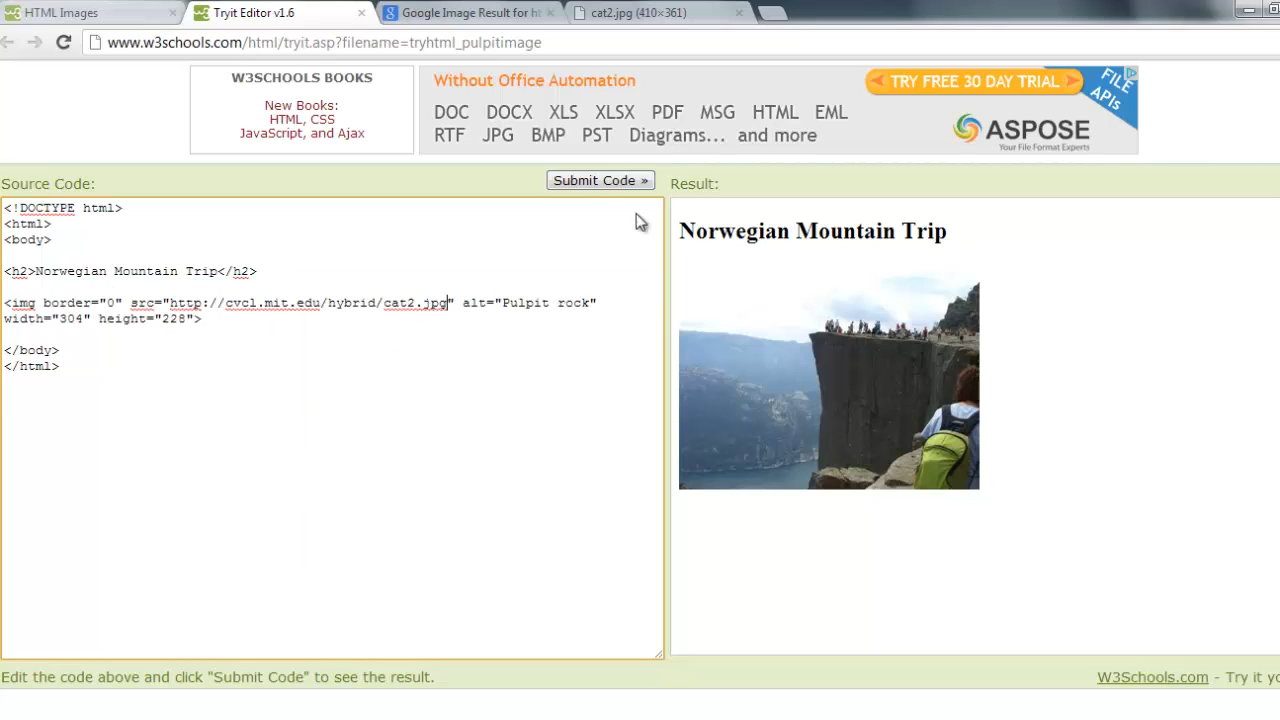 HTML Images
Tryit Editor v1.6
Google Image Result for ht
cat2.jpg (410×361)
www.w3schools.com/html/tryit.asp?filename=tryhtml_pulpitimage
W3SCHOOLS BOOKS
New Books:
HTML, CSS
JavaScript, and Ajax
Without Office Automation
DOC DOCX XLS XLSX PDF MSG HTML EML
RTF JPG BMP PST Diagrams... and more
TRY FREE 30 DAY TRIAL
FILE
APIs
ASPOSE
Your File Format Experts
Source Code:
Submit Code »
Result:
<!DOCTYPE html>
<html>
<body>
<h2>Norwegian Mountain Trip</h2>
<img border="0" src="http://cvcl.mit.edu/hybrid/cat2.jpg" alt="Pulpit rock"
width="304" height="228">
</body>
</html>
Norwegian Mountain Trip
Edit the code above and click "Submit Code" to see the result.
W3Schools.com - Try it yo